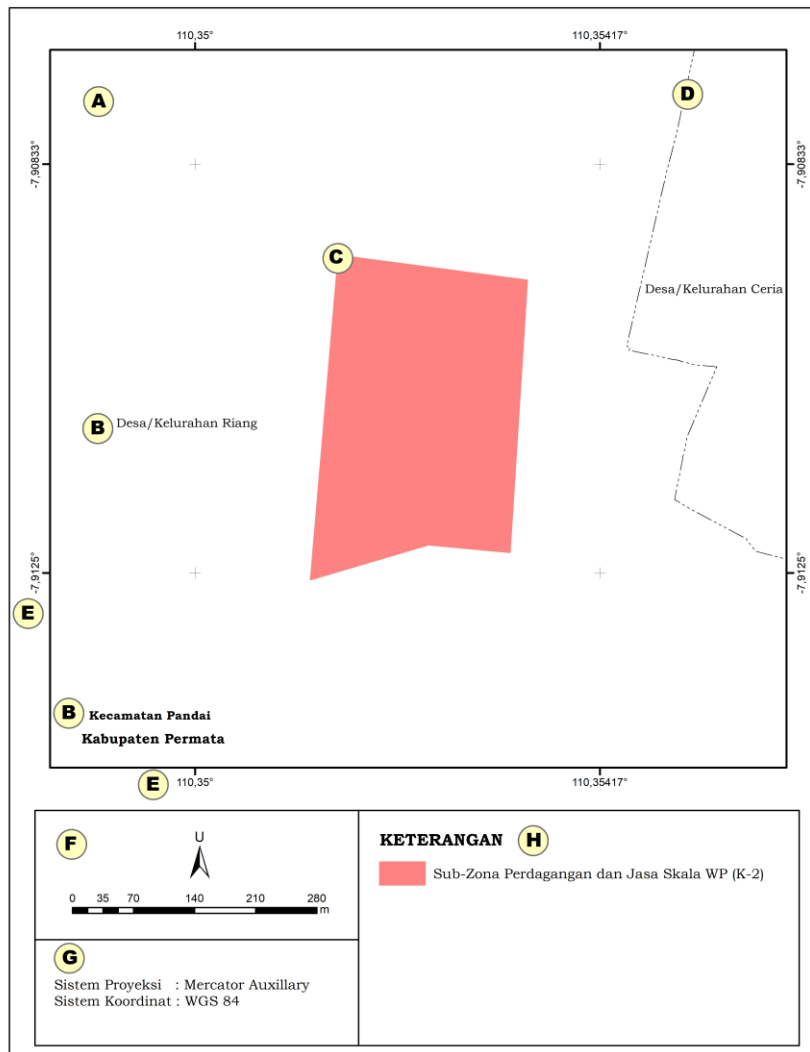 110,35° 110,35417°
A
D
-7,90833° -7,90833°
C
Desa/Kelurahan Ceria
B Desa/Kelurahan Riang
-7,9125° -7,9125°
E
B Kecamatan Pandai
Kabupaten Permata
110,35° 110,35417°
E
F
U
0 35 70 140 210 280
m
G
Sistem Proyeksi : Mercator Auxillary
Sistem Koordinat : WGS 84
KETERANGAN H
Sub-Zona Perdagangan dan Jasa Skala WP (K-2)